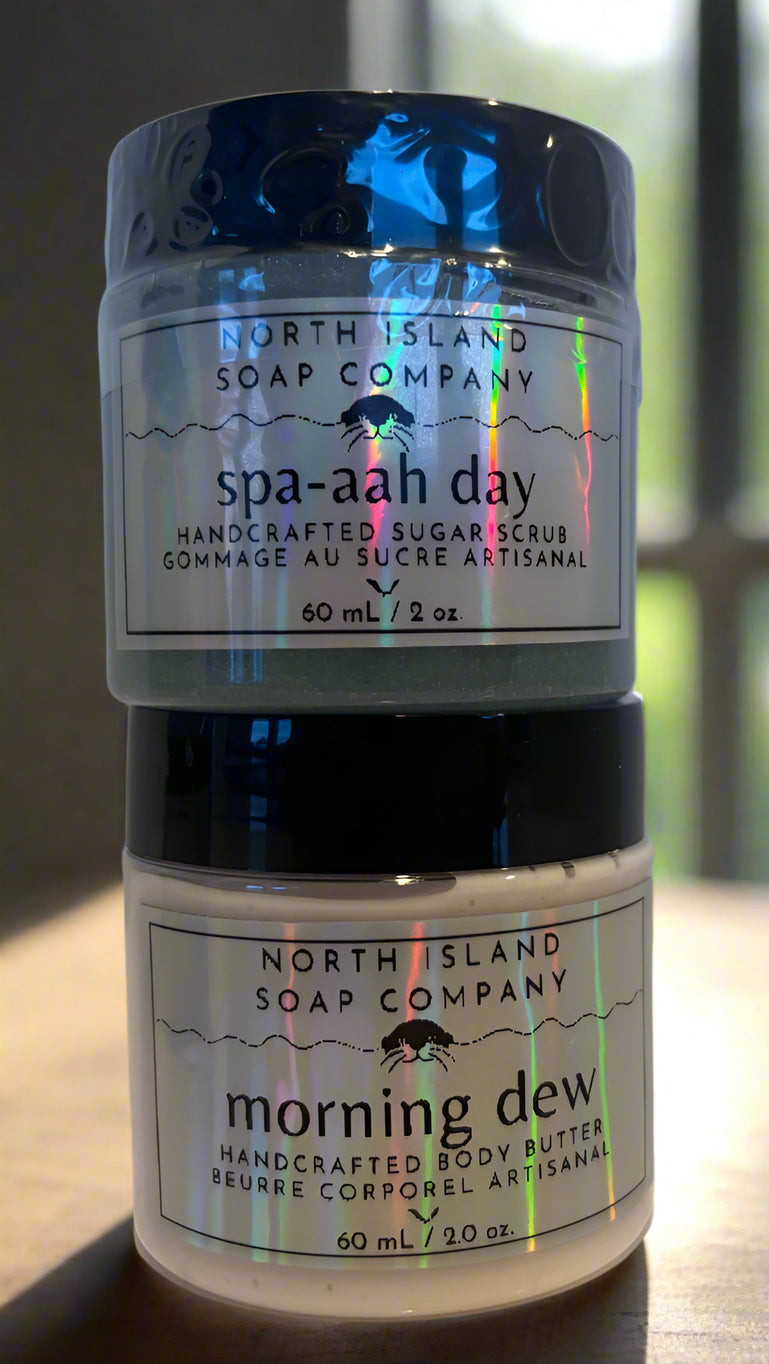 NORTH ISLAND
SOAP COMPANY
spa-aah day
HANDCRAFTED SUGAR SCRUB
GOMMAGE AU SUCRE ARTISANAL
60 mL / 2 oz.
NORTH ISLAND
SOAP COMPANY
morning dew
HANDCRAFTED BODY BUTTER
BEURRE CORPOREL ARTISANAL
60 mL / 2.0 oz.